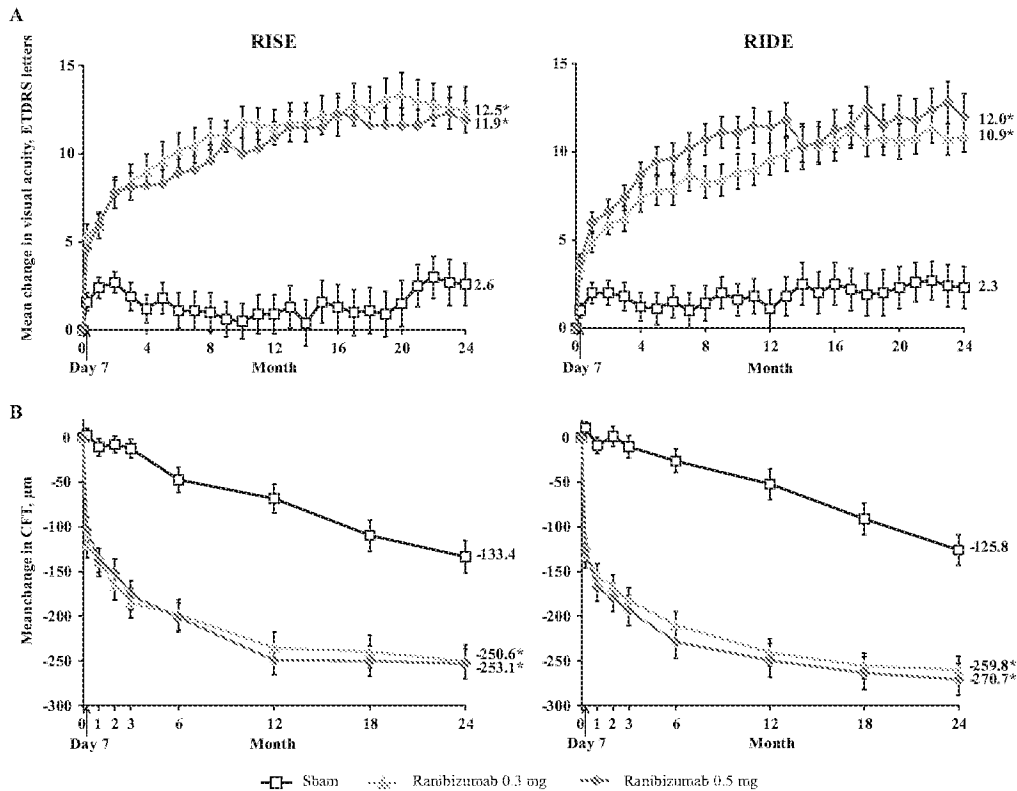 A
RISE
RIDE
Mean change in visual acuity, ETDRS letters
15
10
5
0
12.5*
11.9*
2.6
0 4 8 12 16 20 24
Day 7
Month
15
10
5
0
12.0*
10.9*
2.3
0 4 8 12 16 20 24
Day 7
Month
B
Meanchange in CFT, μm
0
-50
-100
-150
-200
-250
-300
-133.4
-250.6*
-253.1*
0 1 2 3 6 12 18 24
Day 7
Month
0
-50
-100
-150
-200
-250
-300
-125.8
-259.8*
-270.7*
0 1 2 3 6 12 18 24
Day 7
Month
Sham
Ranibizumab 0.3 mg
Ranibizumab 0.5 mg